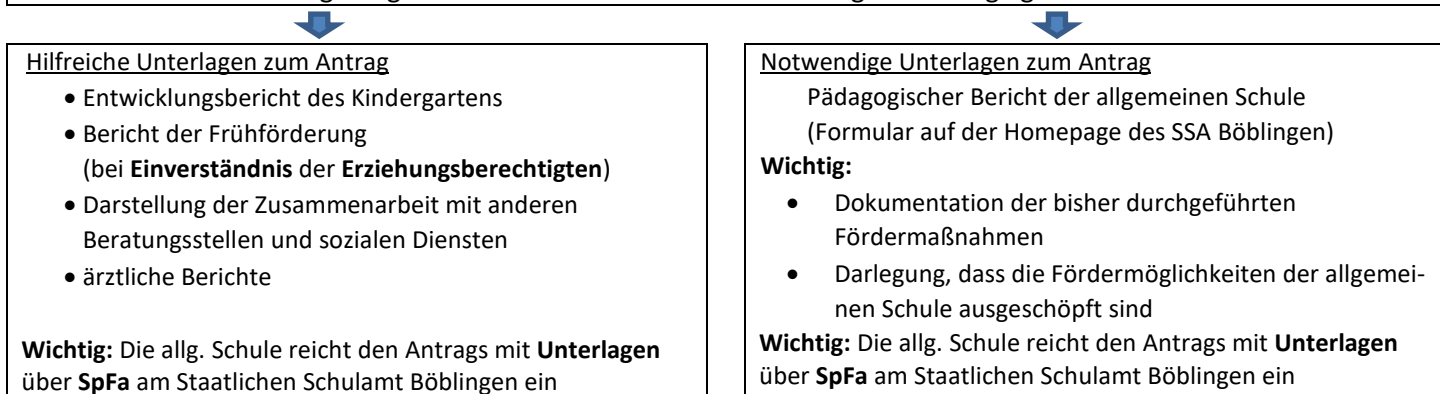 Hilfreiche Unterlagen zum Antrag
• Entwicklungsbericht des Kindergartens
• Bericht der Frühförderung
(bei Einverständnis der Erziehungsberechtigten)
• Darstellung der Zusammenarbeit mit anderen
Beratungsstellen und sozialen Diensten
• ärztliche Berichte
Wichtig: Die allg. Schule reicht den Antrags mit Unterlagen
über SpFa am Staatlichen Schulamt Böblingen ein
Notwendige Unterlagen zum Antrag
Pädagogischer Bericht der allgemeinen Schule
(Formular auf der Homepage des SSA Böblingen)
Wichtig:
• Dokumentation der bisher durchgeführten
Fördermaßnahmen
• Darlegung, dass die Fördermöglichkeiten der allgemei-
nen Schule ausgeschöpft sind
Wichtig: Die allg. Schule reicht den Antrags mit Unterlagen
über SpFa am Staatlichen Schulamt Böblingen ein